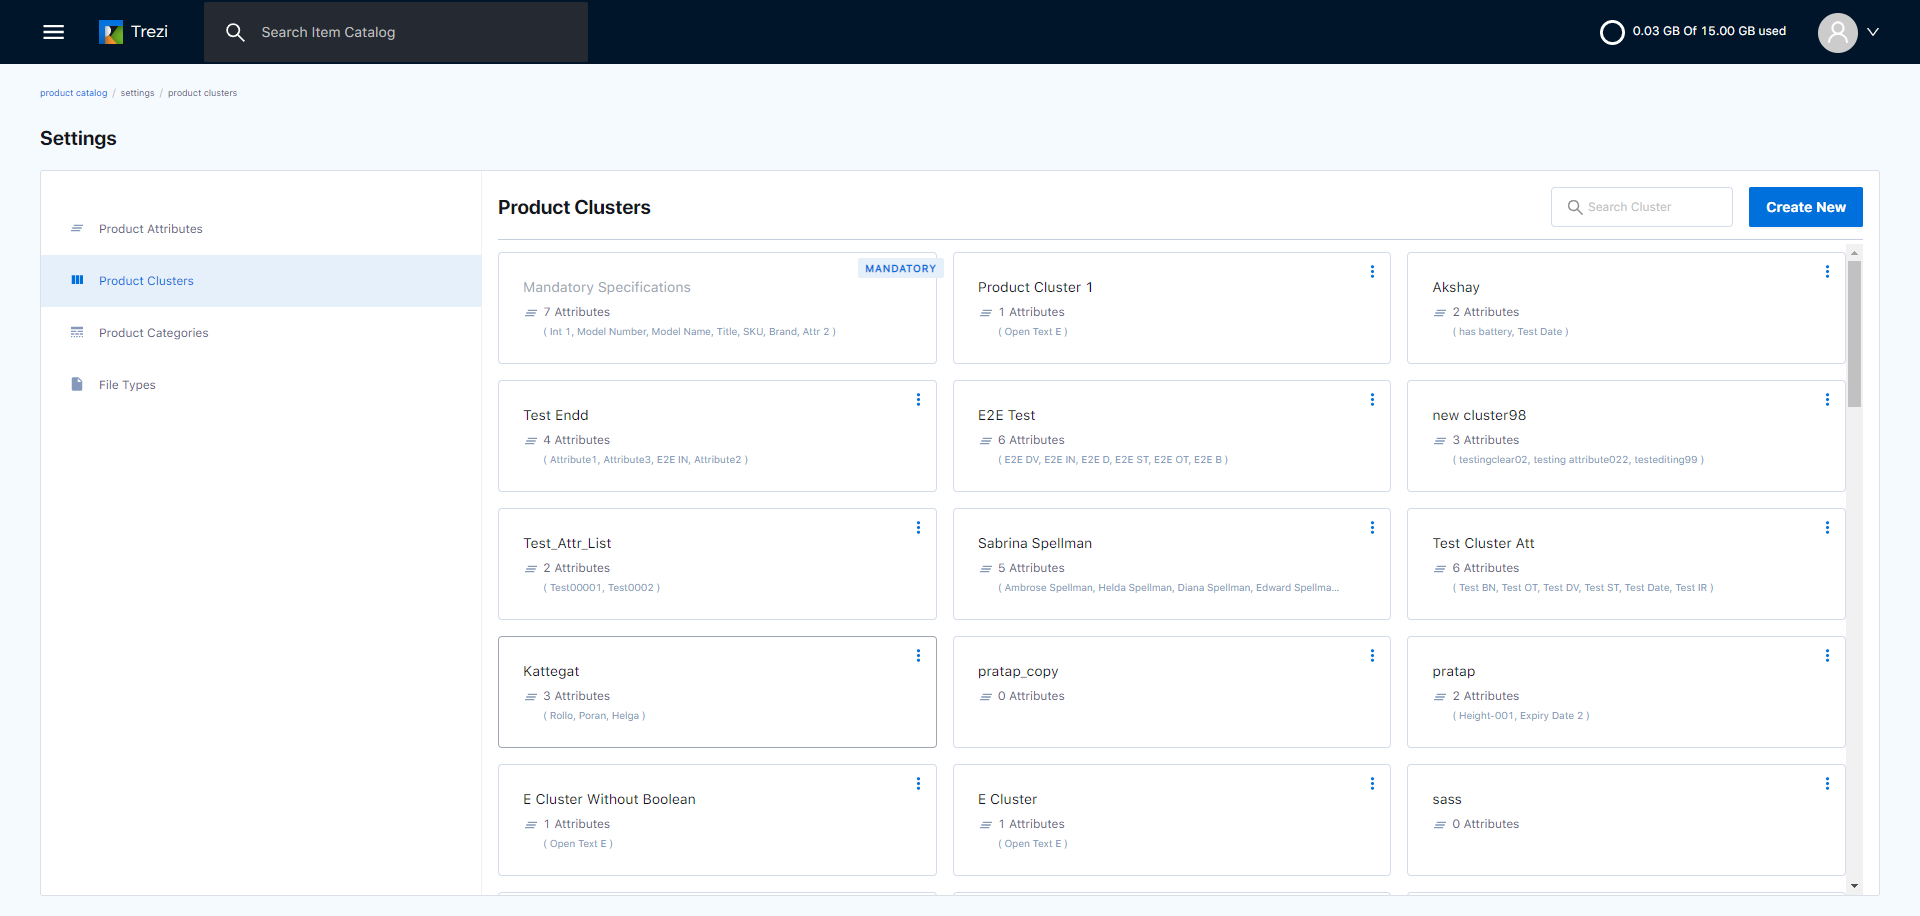 Trezi
Search Item Catalog
0.03 GB Of 15.00 GB used
product catalog / settings / product clusters
Settings
Product Attributes
Product Clusters
Product Categories
File Types
Product Clusters
Search Cluster
Create New
MANDATORY
Mandatory Specifications
7 Attributes
( Int 1, Model Number, Model Name, Title, SKU, Brand, Attr 2 )
Product Cluster 1
1 Attributes
( Open Text E )
Akshay
2 Attributes
( has battery, Test Date )
Test Endd
4 Attributes
( Attribute1, Attribute3, E2E IN, Attribute2 )
E2E Test
6 Attributes
( E2E DV, E2E IN, E2E D, E2E ST, E2E OT, E2E B )
new cluster98
3 Attributes
( testingclear02, testing attribute022, testediting99 )
Test_Attr_List
2 Attributes
( Test00001, Test0002 )
Sabrina Spellman
5 Attributes
( Ambrose Spellman, Helda Spellman, Diana Spellman, Edward Spellma...
Test Cluster Att
6 Attributes
( Test BN, Test OT, Test DV, Test ST, Test Date, Test IR )
Kattegat
3 Attributes
( Rollo, Poran, Helga )
pratap_copy
0 Attributes
pratap
2 Attributes
( Height-001, Expiry Date 2 )
E Cluster Without Boolean
1 Attributes
( Open Text E )
E Cluster
1 Attributes
( Open Text E )
sass
0 Attributes